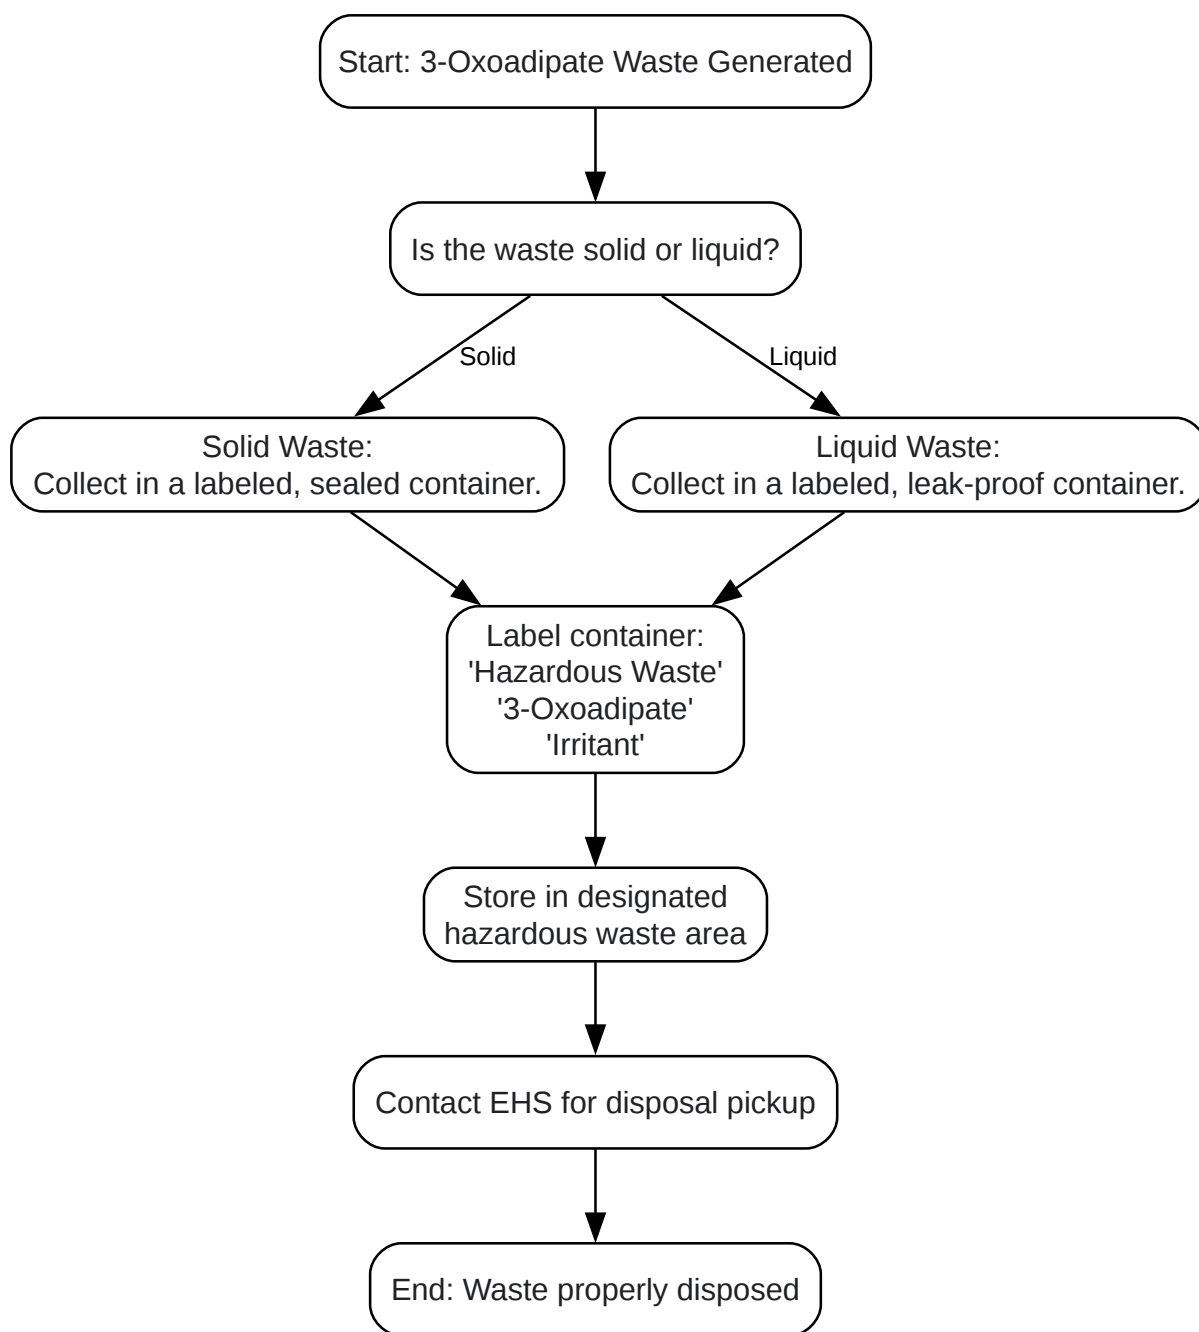 Start: 3-Oxoadipate Waste Generated
Is the waste solid or liquid?
Solid
Liquid
Solid Waste:
Collect in a labeled, sealed container.
Liquid Waste:
Collect in a labeled, leak-proof container.
Label container:
'Hazardous Waste'
'3-Oxoadipate'
'Irritant'
Store in designated
hazardous waste area
Contact EHS for disposal pickup
End: Waste properly disposed